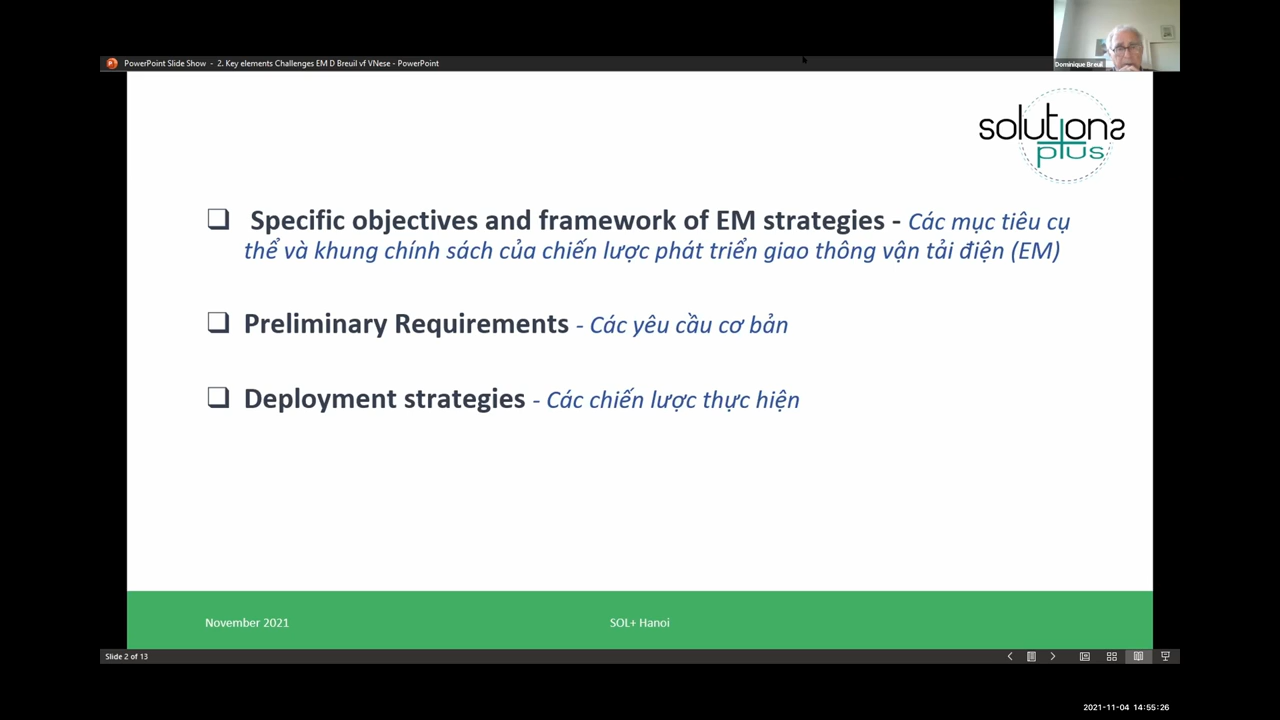 PowerPoint Slide Show - 2. Key elements Challenges EM D Breuil vf VNese - PowerPoint
Dominique Breuil
solutions
plus
❑ Specific objectives and framework of EM strategies - Các mục tiêu cụ
thể và khung chính sách của chiến lược phát triển giao thông vận tải điện (EM)
❑ Preliminary Requirements - Các yêu cầu cơ bản
❑ Deployment strategies - Các chiến lược thực hiện
November 2021 SOL+ Hanoi
Slide 2 of 13
2021-11-04 14:55:26